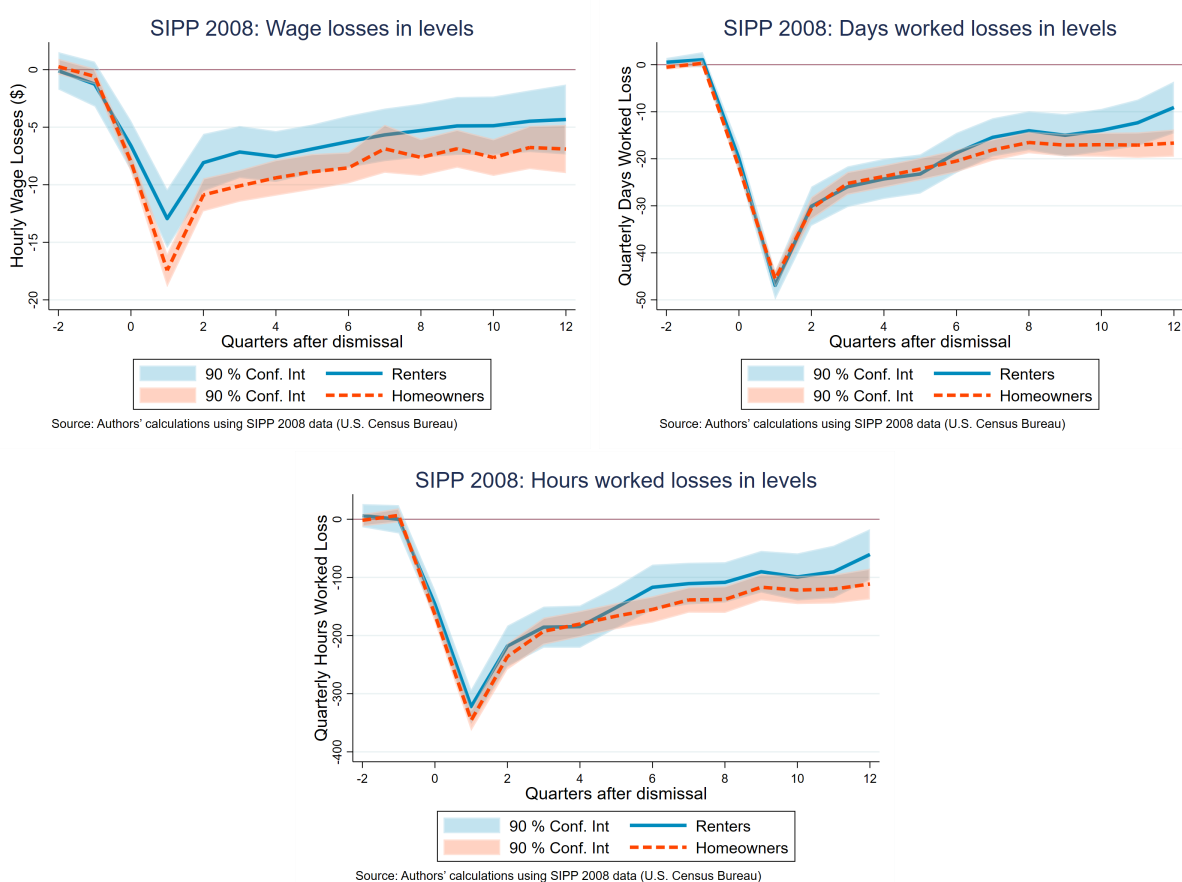 SIPP 2008: Wage losses in levels
Hourly Wage Losses ($)
0
-5
-10
-15
-20
-2 0 2 4 6 8 10 12
Quarters after dismissal
90 % Conf. Int Renters
90 % Conf. Int Homeowners
Source: Authors' calculations using SIPP 2008 data (U.S. Census Bureau)
SIPP 2008: Days worked losses in levels
Quarterly Days Worked Loss
0
-10
-20
-30
-40
-50
-2 0 2 4 6 8 10 12
Quarters after dismissal
90 % Conf. Int Renters
90 % Conf. Int Homeowners
Source: Authors' calculations using SIPP 2008 data (U.S. Census Bureau)
SIPP 2008: Hours worked losses in levels
Quarterly Hours Worked Loss
0
-100
-200
-300
-400
-2 0 2 4 6 8 10 12
Quarters after dismissal
90 % Conf. Int Renters
90 % Conf. Int Homeowners
Source: Authors' calculations using SIPP 2008 data (U.S. Census Bureau)